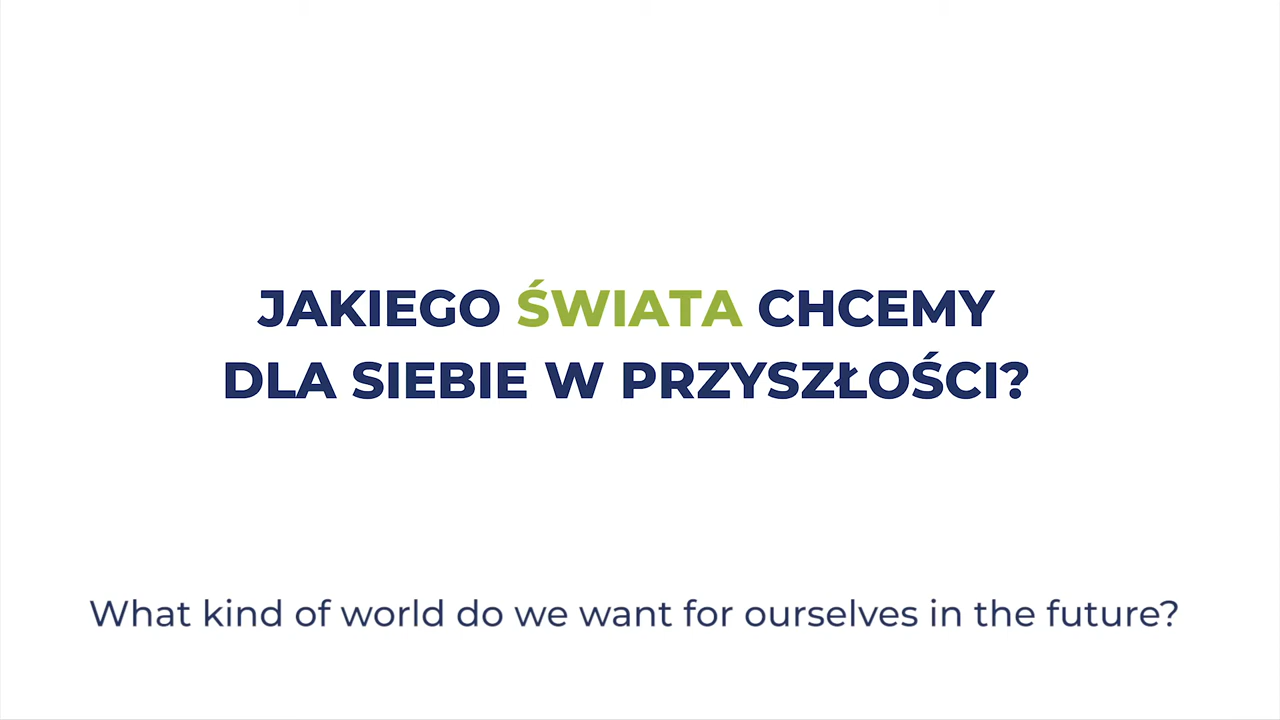 JAKIEGO ŚWIATA CHCEMY
DLA SIEBIE W PRZYSZŁOŚCI?
What kind of world do we want for ourselves in the future?